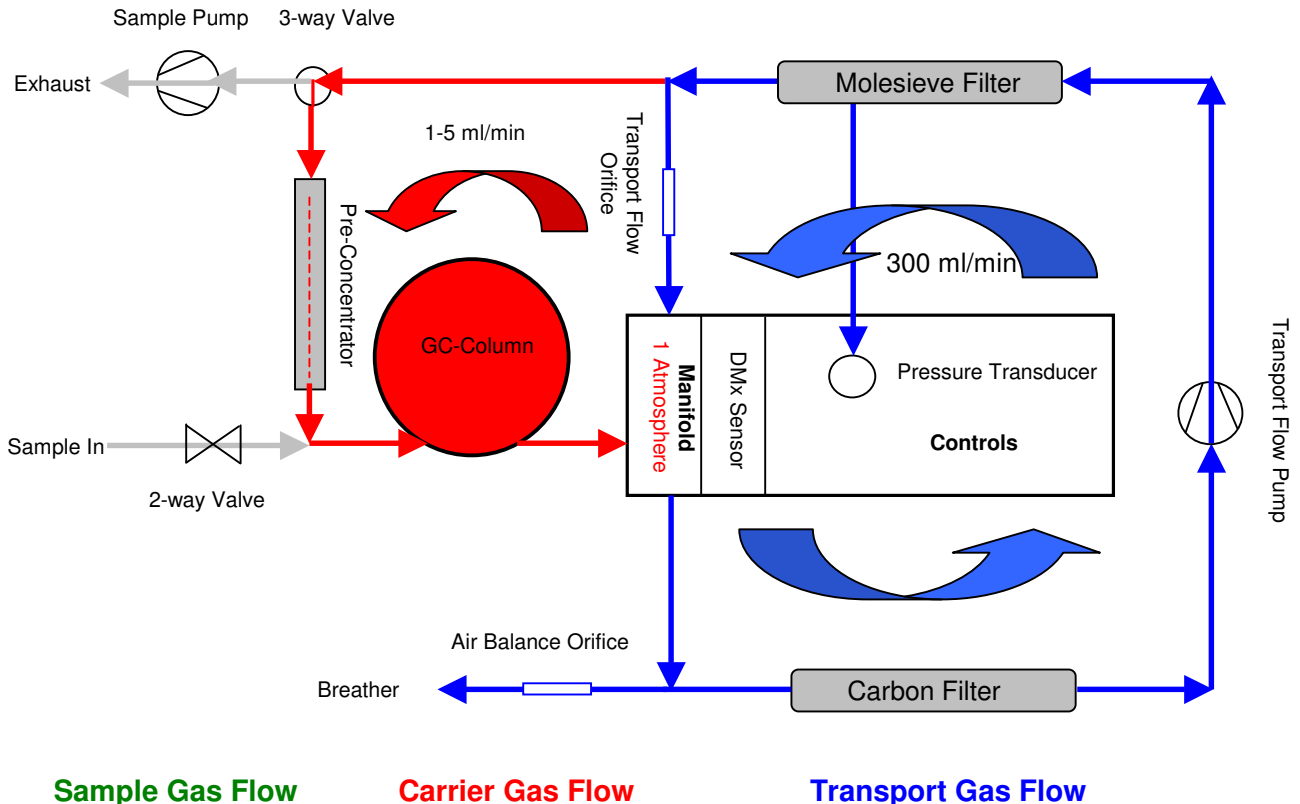 Sample Pump
3-way Valve
Exhaust
Molesieve Filter
1-5 ml/min
Transport Flow
Orifice
Pre-Concentrator
300 ml/min
GC-Column
Manifold
1 Atmosphere
DMx Sensor
Pressure Transducer
Controls
Transport Flow Pump
Sample In
2-way Valve
Air Balance Orifice
Breather
Carbon Filter
Sample Gas Flow
Carrier Gas Flow
Transport Gas Flow